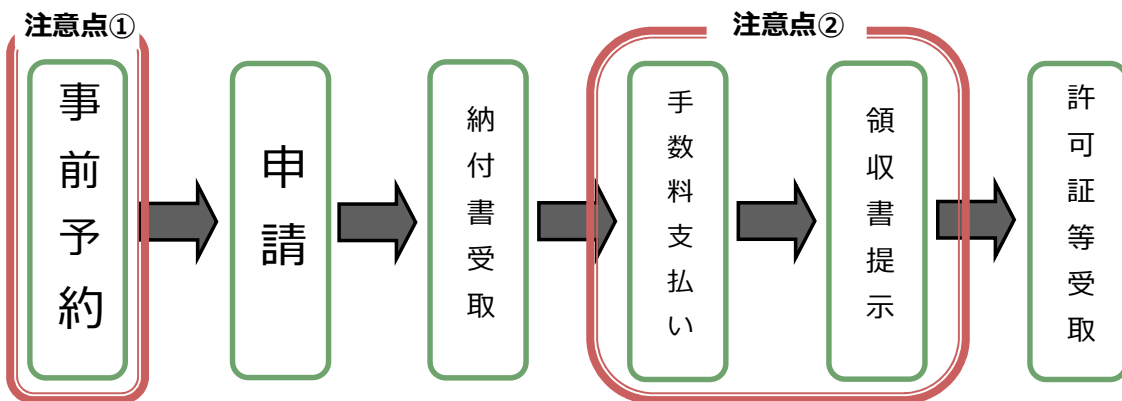 注意点①
注意点②
事前予約
申請
納付書受取
手数料支払い
領収書提示
許可証等受取